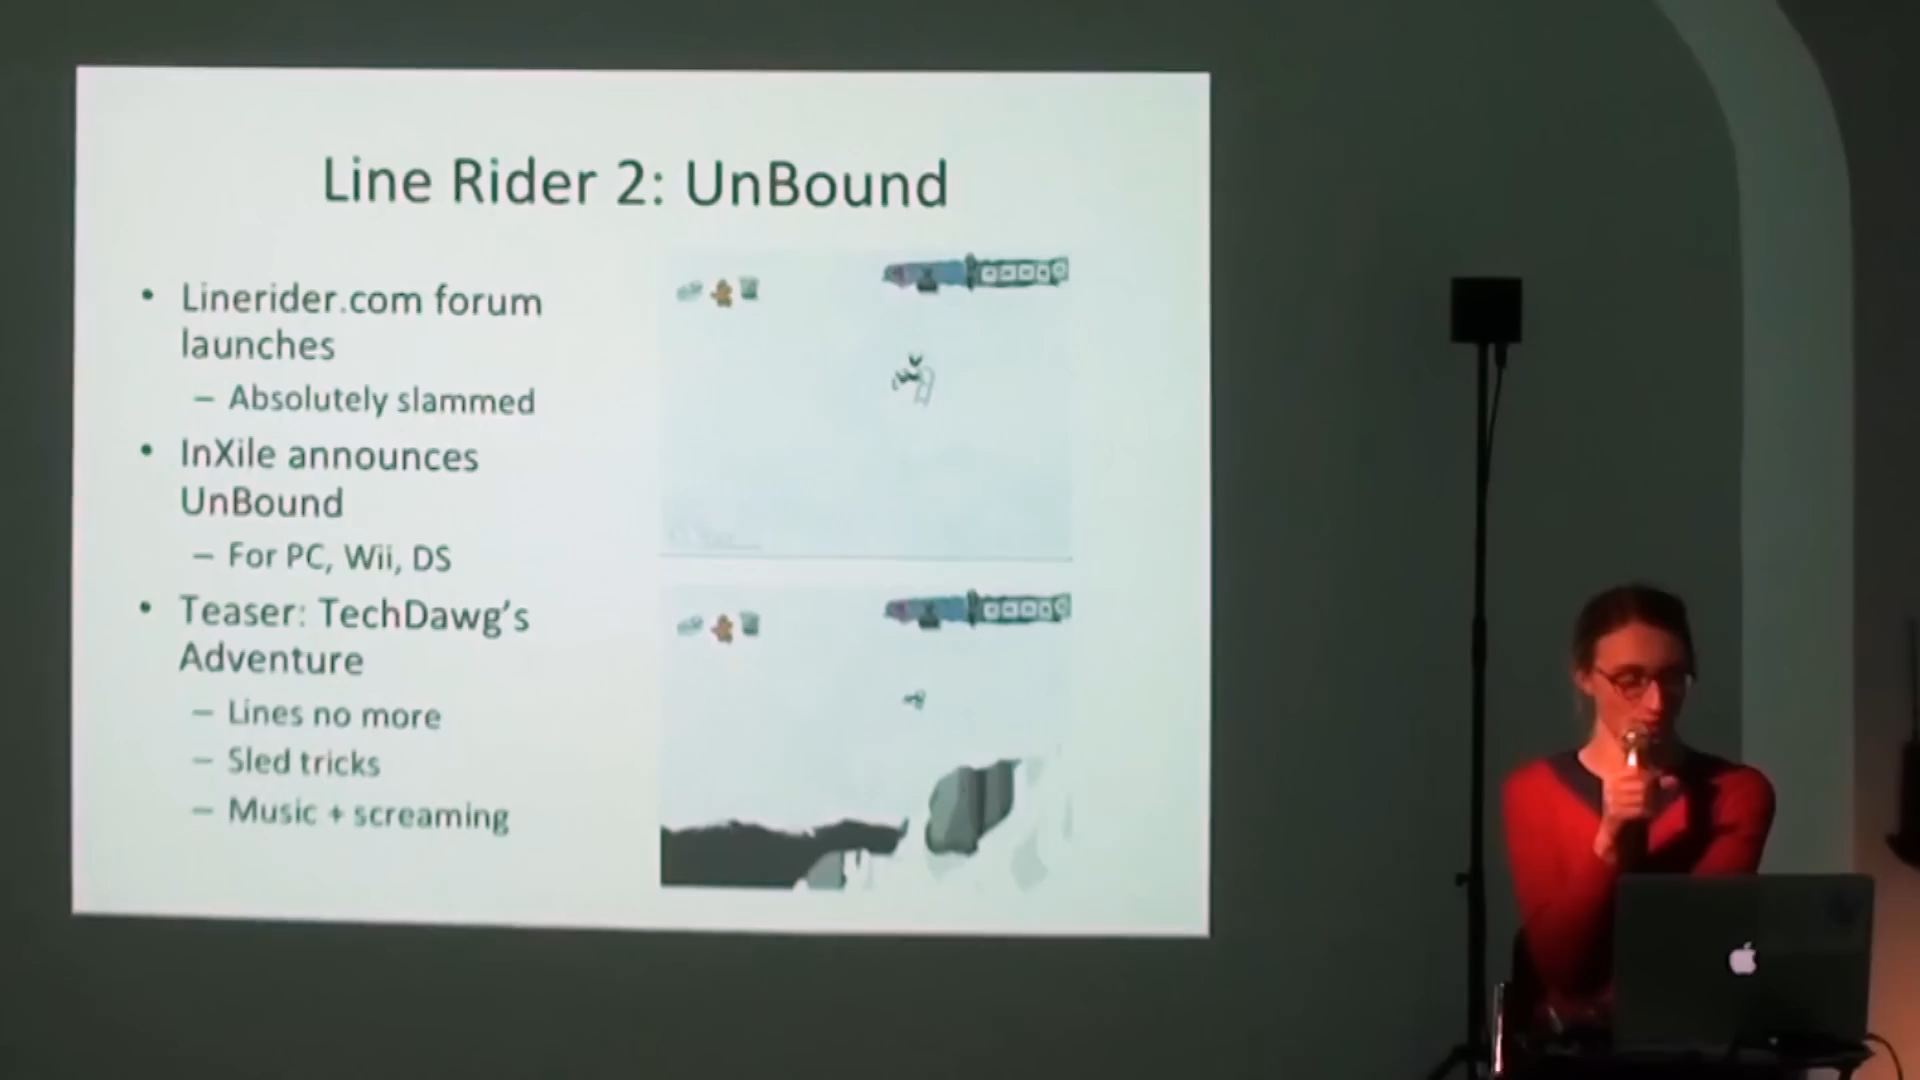 Line Rider 2: UnBound
• Linerider.com forum
launches
– Absolutely slammed
• InXile announces
UnBound
– For PC, Wii, DS
• Teaser: TechDawg's
Adventure
– Lines no more
– Sled tricks
– Music + screaming